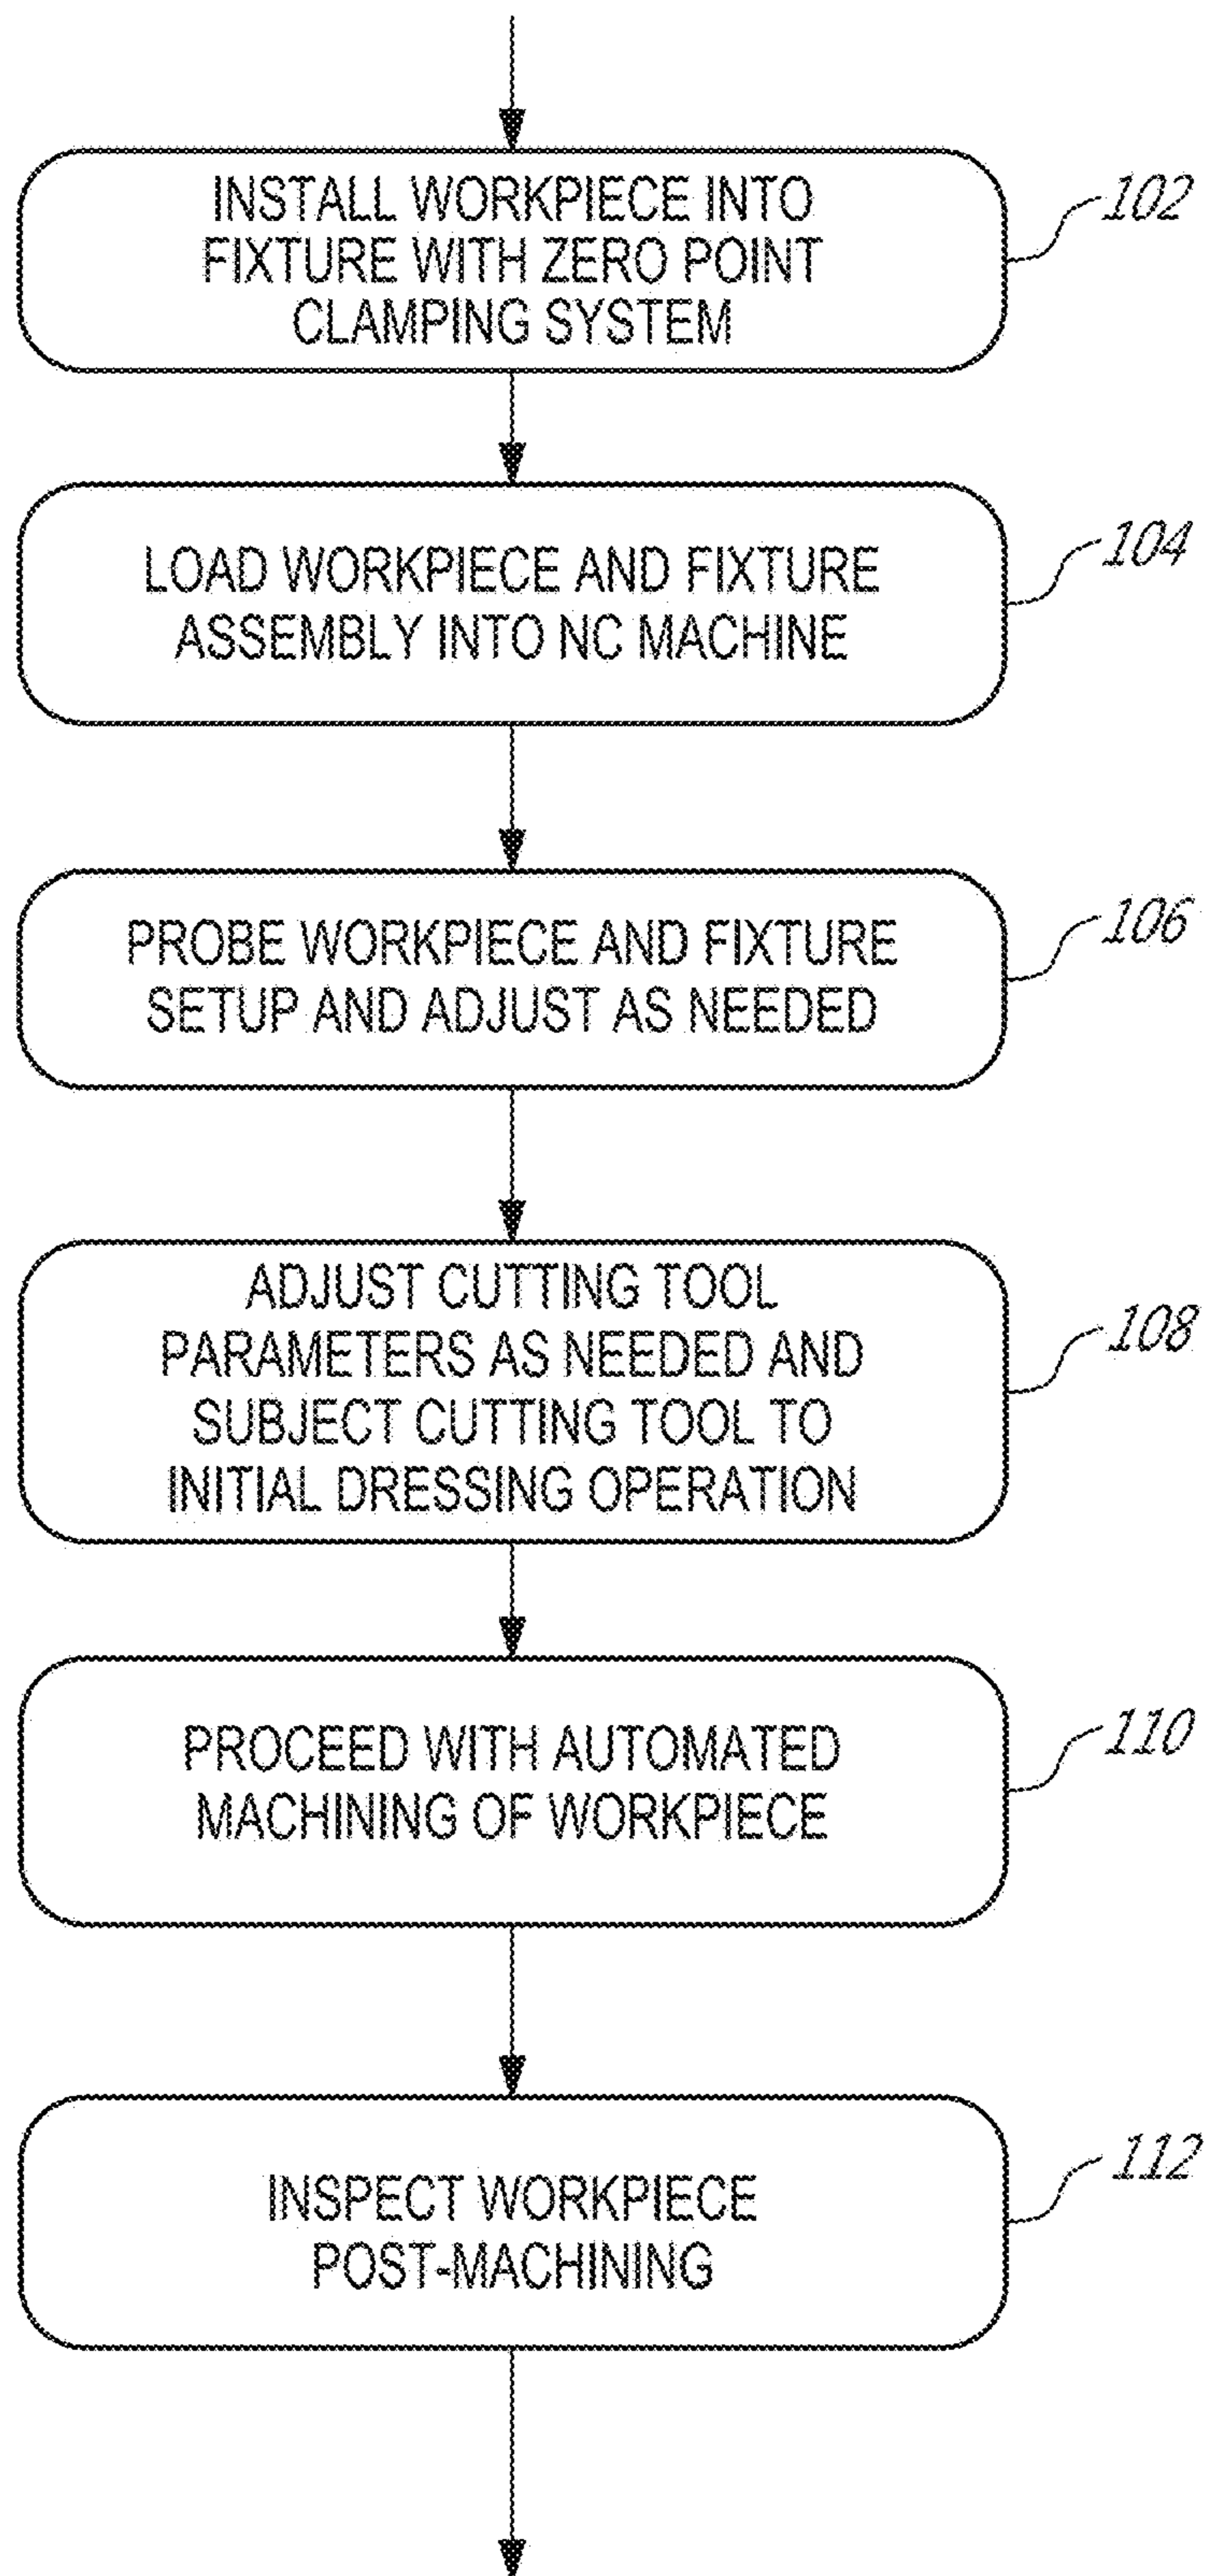 INSTALL WORKPIECE INTO
FIXTURE WITH ZERO POINT
CLAMPING SYSTEM
102
LOAD WORKPIECE AND FIXTURE
ASSEMBLY INTO NC MACHINE
104
PROBE WORKPIECE AND FIXTURE
SETUP AND ADJUST AS NEEDED
106
ADJUST CUTTING TOOL
PARAMETERS AS NEEDED AND
SUBJECT CUTTING TOOL TO
INITIAL DRESSING OPERATION
108
PROCEED WITH AUTOMATED
MACHINING OF WORKPIECE
110
INSPECT WORKPIECE
POST-MACHINING
112